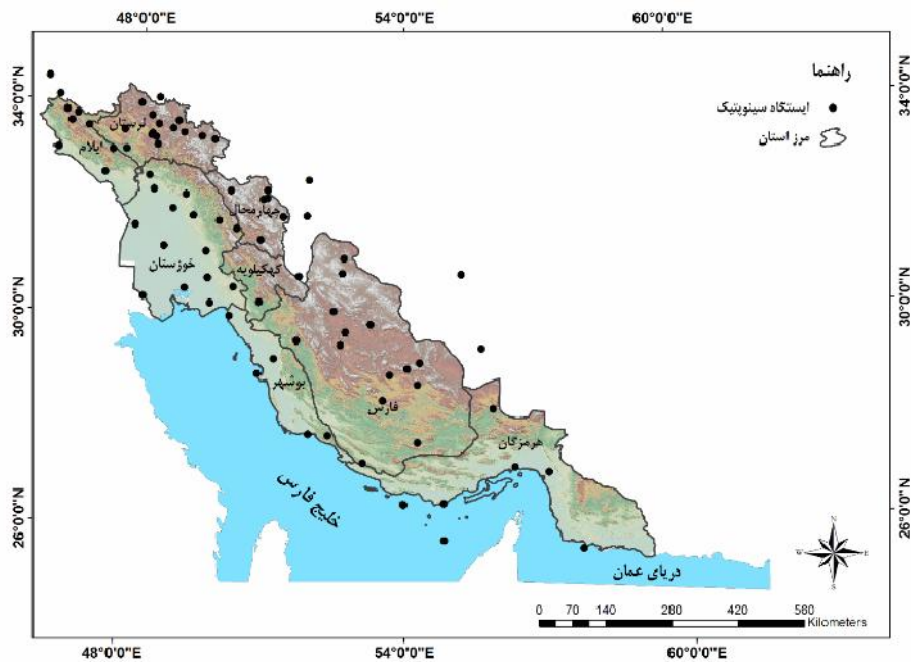 48°0'0"E
54°0'0"E
60°0'0"E
34°0'0"N
34°0'0"N
راهنما
ایستگاه سینوپتیک
مرز استان
لرستان
ایلام
چهارمحال
خوزستان
کهکیلویه
30°0'0"N
30°0'0"N
بوشهر
فارس
هرمزگان
خلیج فارس
26°0'0"N
26°0'0"N
N
W
E
S
دریای عمان
0 70 140 280 420 580
Kilometers
48°0'0"E
54°0'0"E
60°0'0"E